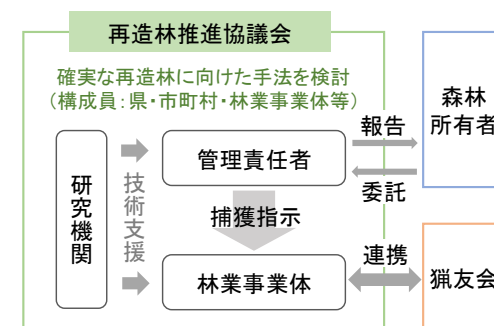 再造林推進協議会
確実な再造林に向けた手法を検討
(構成員：県・市町村・林業事業体等)
報告
森林
所有者
管理責任者
委託
研究機関
技術支援
捕獲指示
連携
林業事業体
猟友会